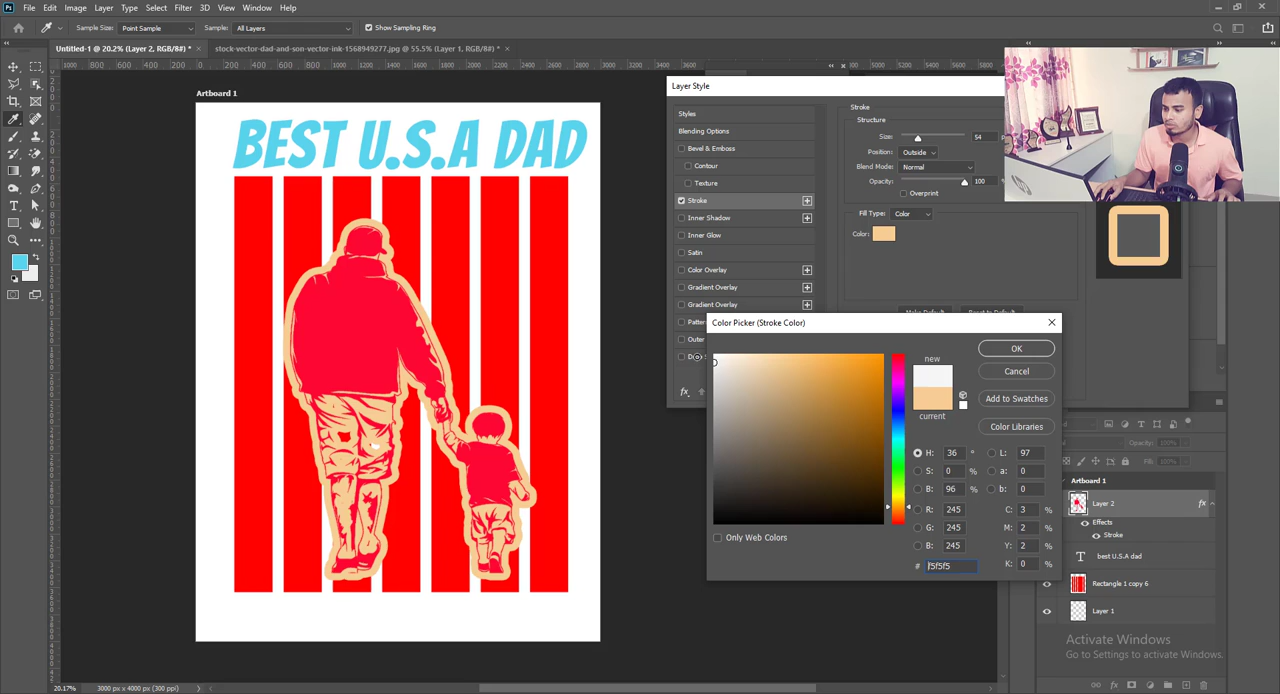 Ps File Edit Image Layer Type Select Filter 3D View Window Help
Sample Size: Point Sample Sample: All Layers Show Sampling Ring
Untitled-1 @ 20.2% (Layer 2, RGB/8#) * × stock-vector-dad-and-son-vector-ink-1568949277.jpg @ 55.5% (Layer 1, RGB/8#) * ×
Artboard 1
BEST U.S.A DAD
Layer Style
Styles
Blending Options
Bevel & Emboss
Contour
Texture
Stroke
Inner Shadow
Inner Glow
Satin
Color Overlay
Gradient Overlay
Gradient Overlay
Stroke
Structure
Size: 54
Position: Outside
Blend Mode: Normal
Opacity: 100
Overprint
Fill Type: Color
Color:
Color Picker (Stroke Color)
new
current
OK
Cancel
Add to Swatches
Color Libraries
H: 36 ° L: 97
S: 0 % a: 0
B: 96 % b: 0
R: 245 C: 3 %
G: 245 M: 2 %
B: 245 Y: 2 %
# f5f5f5 K: 0 %
Only Web Colors
Opacity: 100%
Fill: 100%
Artboard 1
Layer 2 fx
Effects
Stroke
T best U.S.A dad
Rectangle 1 copy 6
Layer 1
Activate Windows
Go to Settings to activate Windows.
20.17% 3000 px x 4000 px (300 ppi)